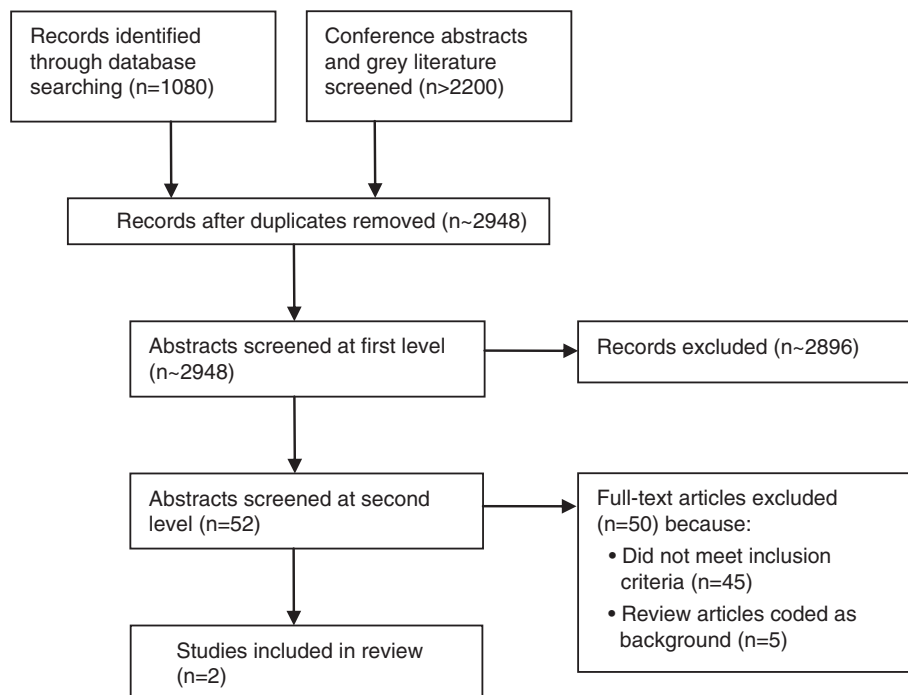 Records identified
through database
searching (n=1080)
Conference abstracts
and grey literature
screened (n>2200)
Records after duplicates removed (n~2948)
Abstracts screened at first level
(n~2948)
Records excluded (n~2896)
Abstracts screened at second
level (n=52)
Full-text articles excluded
(n=50) because:
• Did not meet inclusion
criteria (n=45)
• Review articles coded as
background (n=5)
Studies included in review
(n=2)